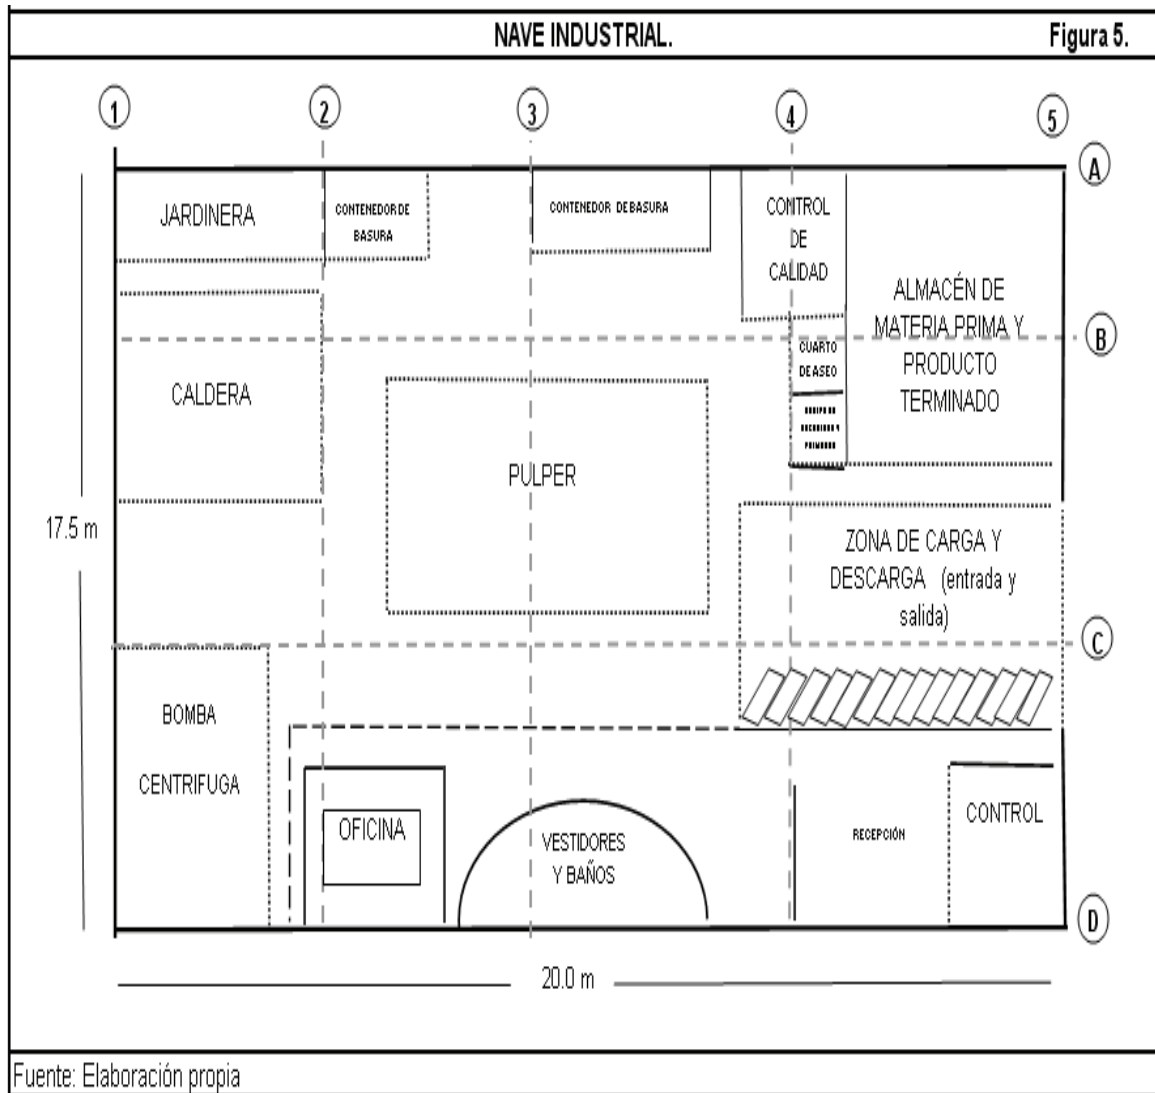 NAVE INDUSTRIAL.
Figura 5.
1
2
3
4
5
A
B
C
D
JARDINERA
CONTENEDOR DE
BASURA
CONTENEDOR DE BASURA
CONTROL
DE
CALIDAD
ALMACÉN DE
MATERIA PRIMA Y
PRODUCTO
TERMINADO
CUARTO
DE ASEO
CALDERA
PULPER
17.5 m
ZONA DE CARGA Y
DESCARGA (entrada y
salida)
BOMBA
CENTRIFUGA
OFICINA
VESTIDORES
Y BAÑOS
RECEPCIÓN
CONTROL
20.0 m
Fuente: Elaboración propia